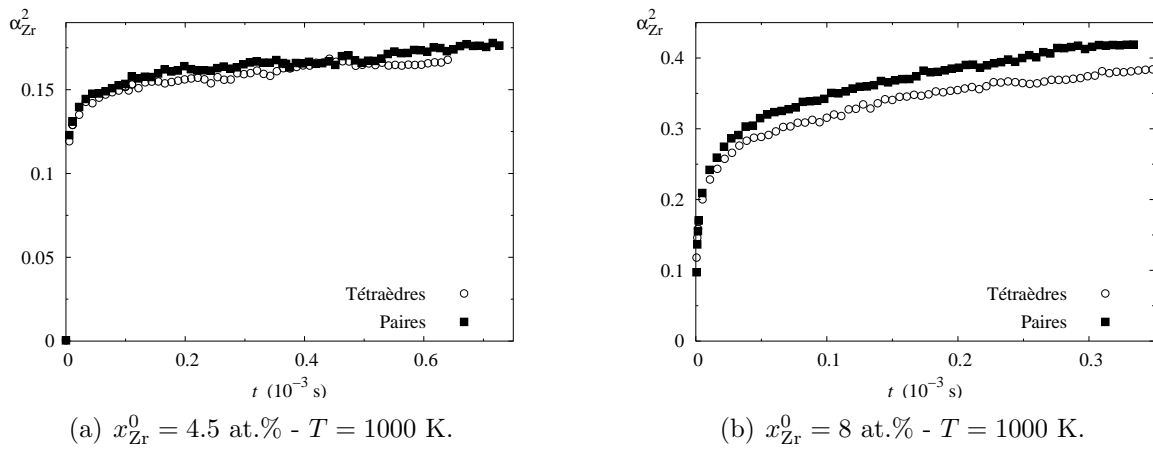 α²Zr
0.15
0.1
0.05
0
Tétraèdres
Paires
0 0.2 0.4 0.6
t (10⁻³ s)
(a) x⁰Zr = 4.5 at.% - T = 1000 K.
α²Zr
0.4
0.3
0.2
0.1
0
Tétraèdres
Paires
0 0.1 0.2 0.3
t (10⁻³ s)
(b) x⁰Zr = 8 at.% - T = 1000 K.